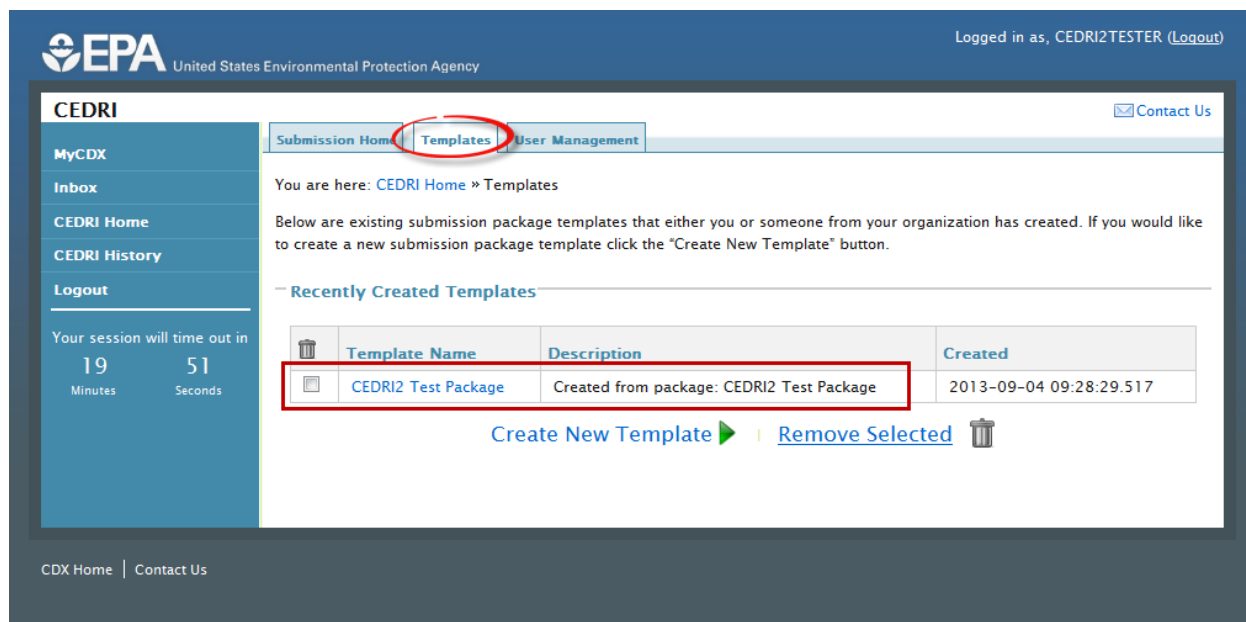 Logged in as, CEDRI2TESTER (Logout)
EPA United States Environmental Protection Agency
CEDRI
Contact Us
Submission Home Templates User Management
MyCDX
Inbox
CEDRI Home
CEDRI History
Logout
Your session will time out in
19 51
Minutes Seconds
You are here: CEDRI Home » Templates
Below are existing submission package templates that either you or someone from your organization has created. If you would like
to create a new submission package template click the “Create New Template” button.
Recently Created Templates
Template Name Description Created
CEDRI2 Test Package Created from package: CEDRI2 Test Package 2013-09-04 09:28:29.517
Create New Template | Remove Selected
CDX Home | Contact Us